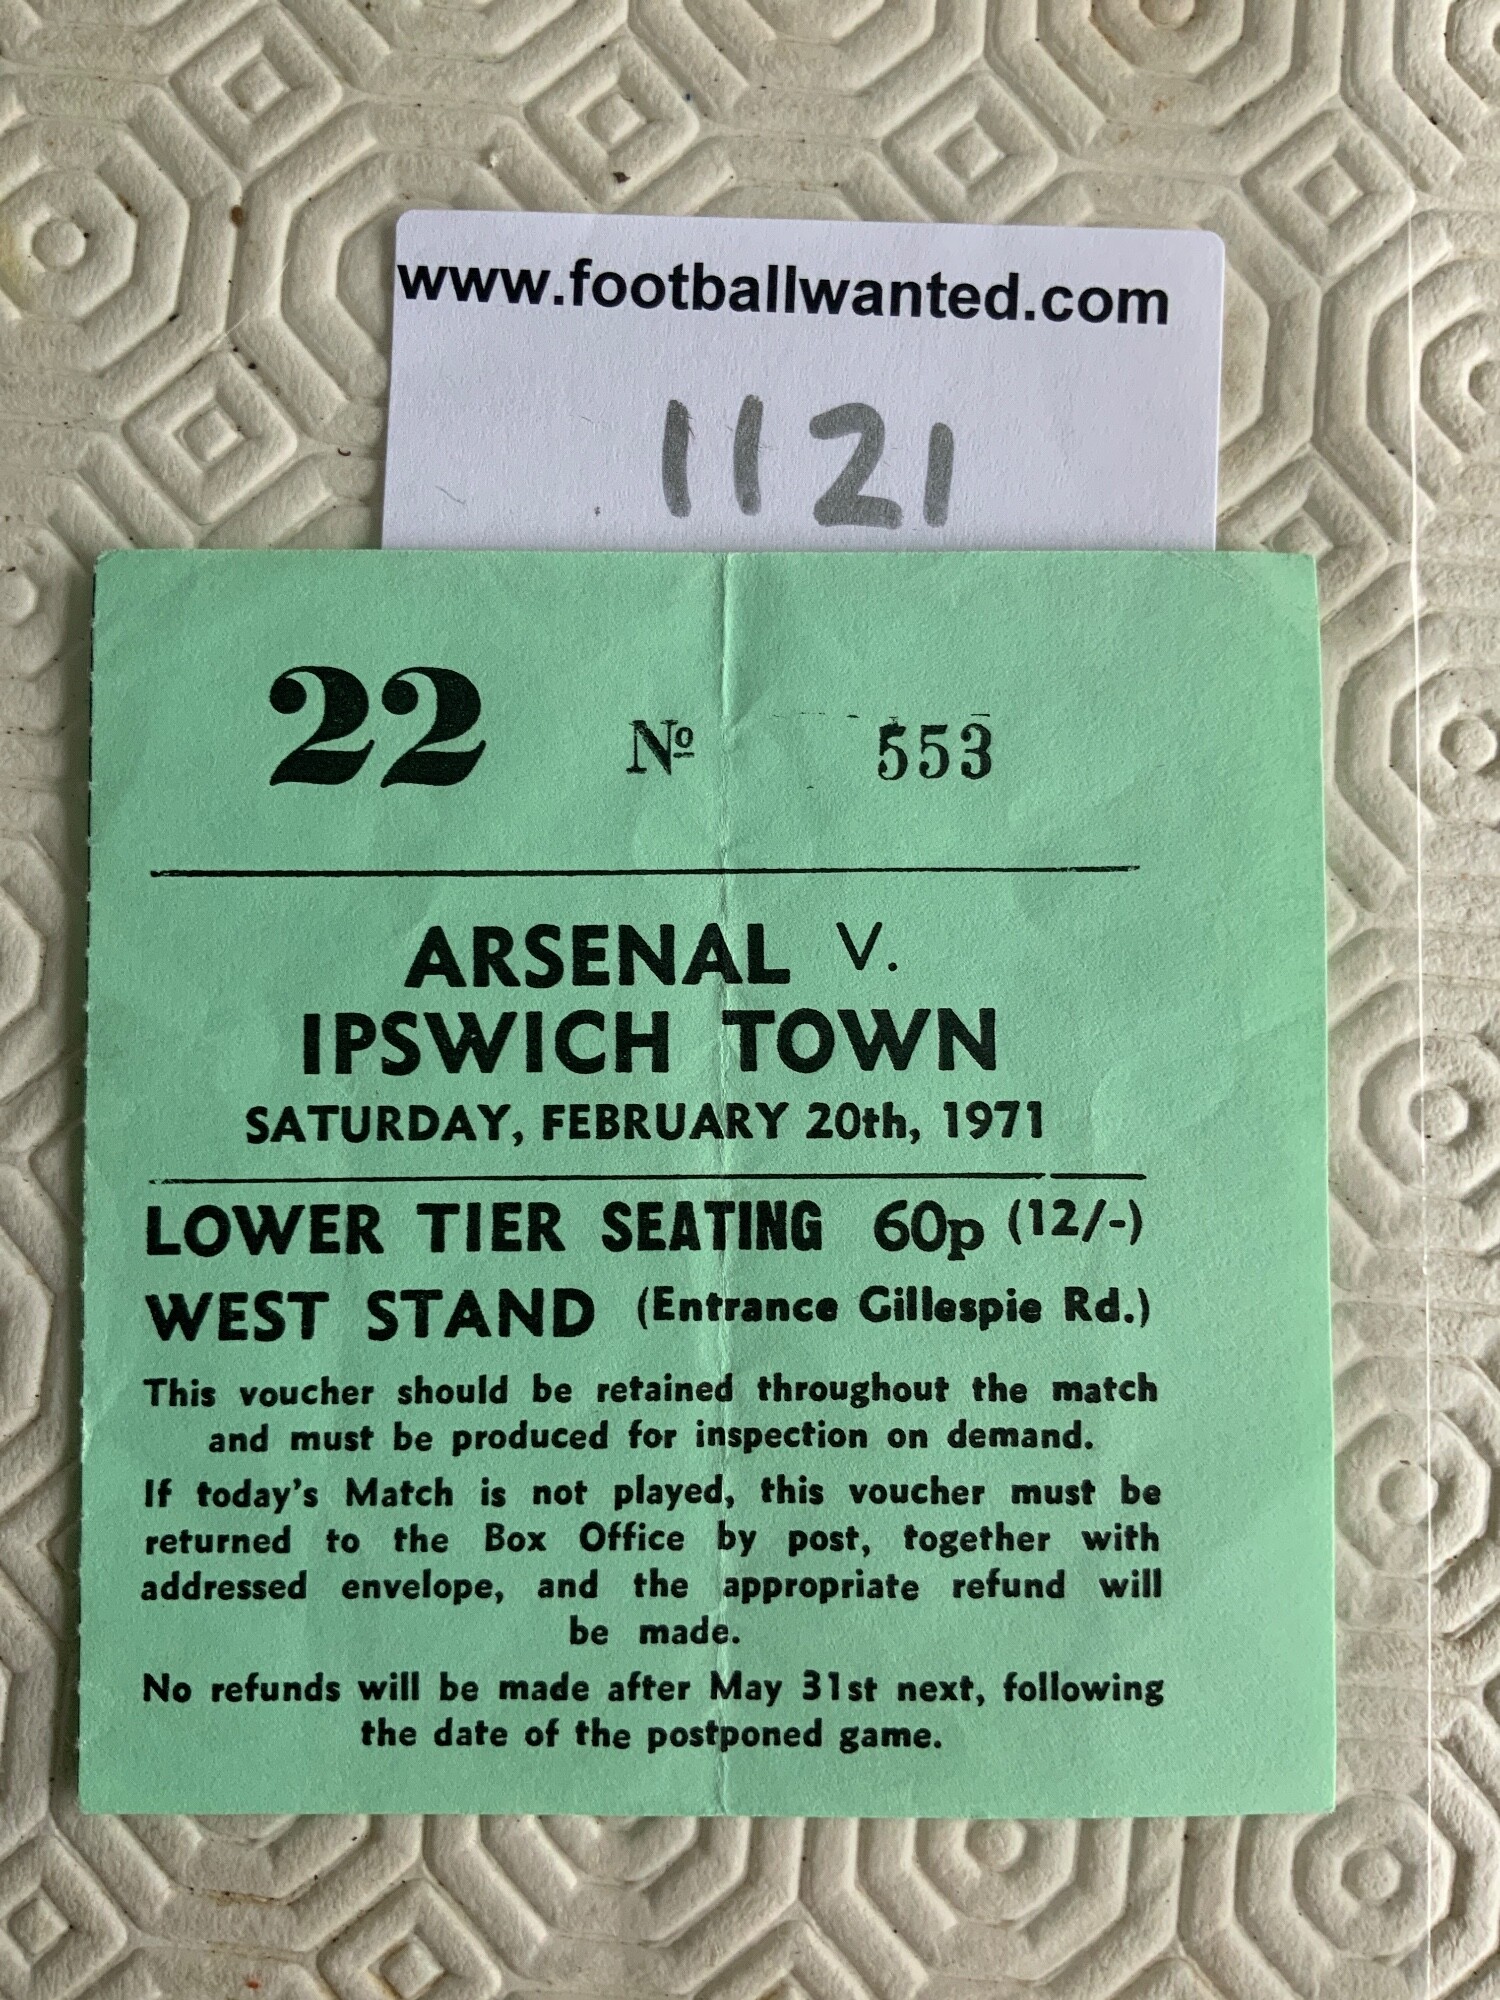 www.footballwanted.com
1121
22 Nº 553
ARSENAL V.
IPSWICH TOWN
SATURDAY, FEBRUARY 20th, 1971
LOWER TIER SEATING 60p (12/-)
WEST STAND (Entrance Gillespie Rd.)
This voucher should be retained throughout the match
and must be produced for inspection on demand.
If today's Match is not played, this voucher must be
returned to the Box Office by post, together with
addressed envelope, and the appropriate refund will
be made.
No refunds will be made after May 31st next, following
the date of the postponed game.